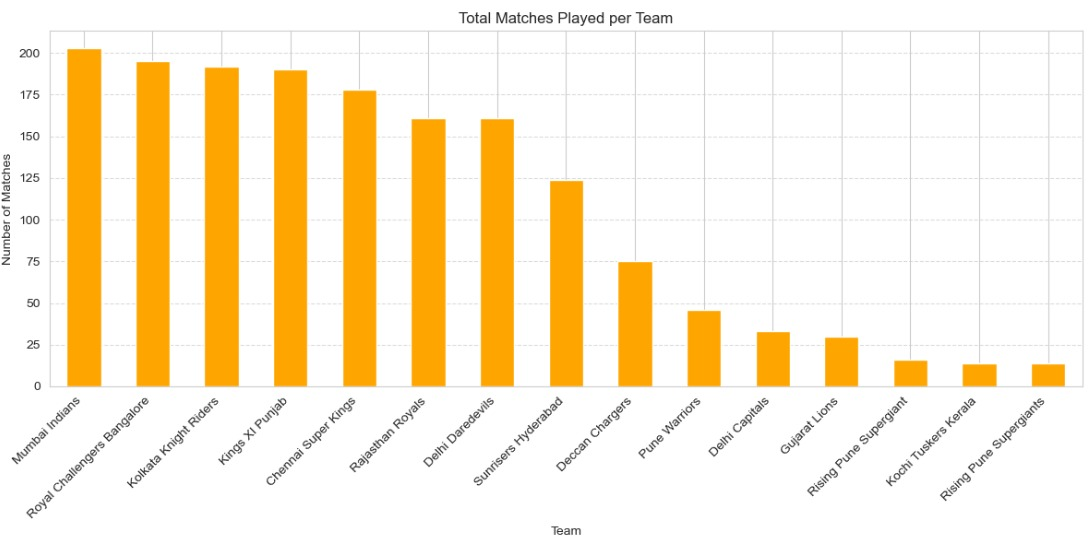 Total Matches Played per Team
Number of Matches
200
175
150
125
100
75
50
25
0
Mumbai Indians
Royal Challengers Bangalore
Kolkata Knight Riders
Kings XI Punjab
Chennai Super Kings
Rajasthan Royals
Delhi Daredevils
Sunrisers Hyderabad
Deccan Chargers
Pune Warriors
Delhi Capitals
Gujarat Lions
Rising Pune Supergiant
Kochi Tuskers Kerala
Rising Pune Supergiants
Team